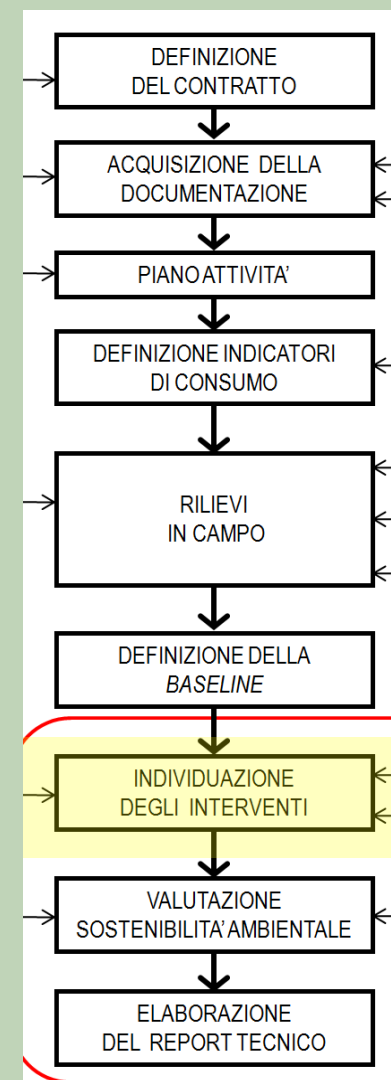 DEFINIZIONE
DEL CONTRATTO
ACQUISIZIONE DELLA
DOCUMENTAZIONE
PIANO ATTIVITA'
DEFINIZIONE INDICATORI
DI CONSUMO
RILIEVI
IN CAMPO
DEFINIZIONE DELLA
BASELINE
INDIVIDUAZIONE
DEGLI INTERVENTI
VALUTAZIONE
SOSTENIBILITA' AMBIENTALE
ELABORAZIONE
DEL REPORT TECNICO